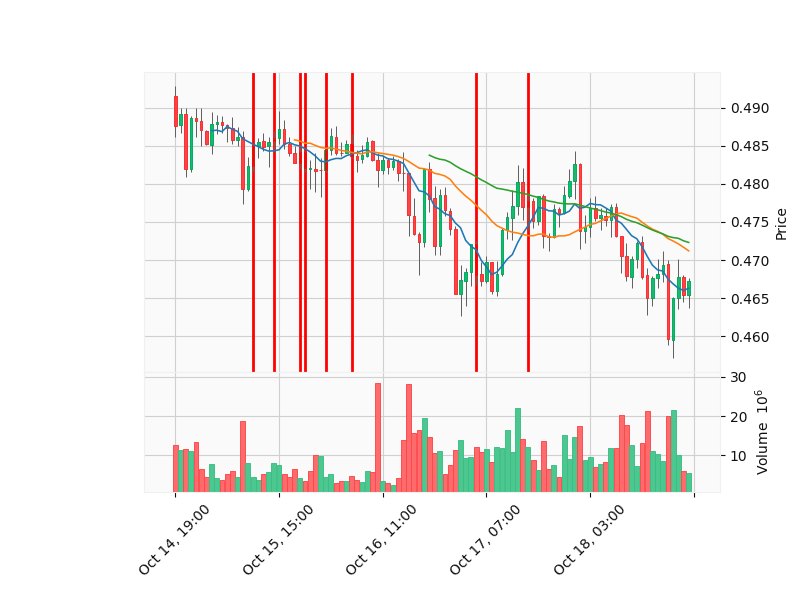 0.490
0.485
0.480
0.475
0.470
0.465
0.460
Price
30
20
10
Volume 10^6
Oct 14, 19:00
Oct 15, 15:00
Oct 16, 11:00
Oct 17, 07:00
Oct 18, 03:00